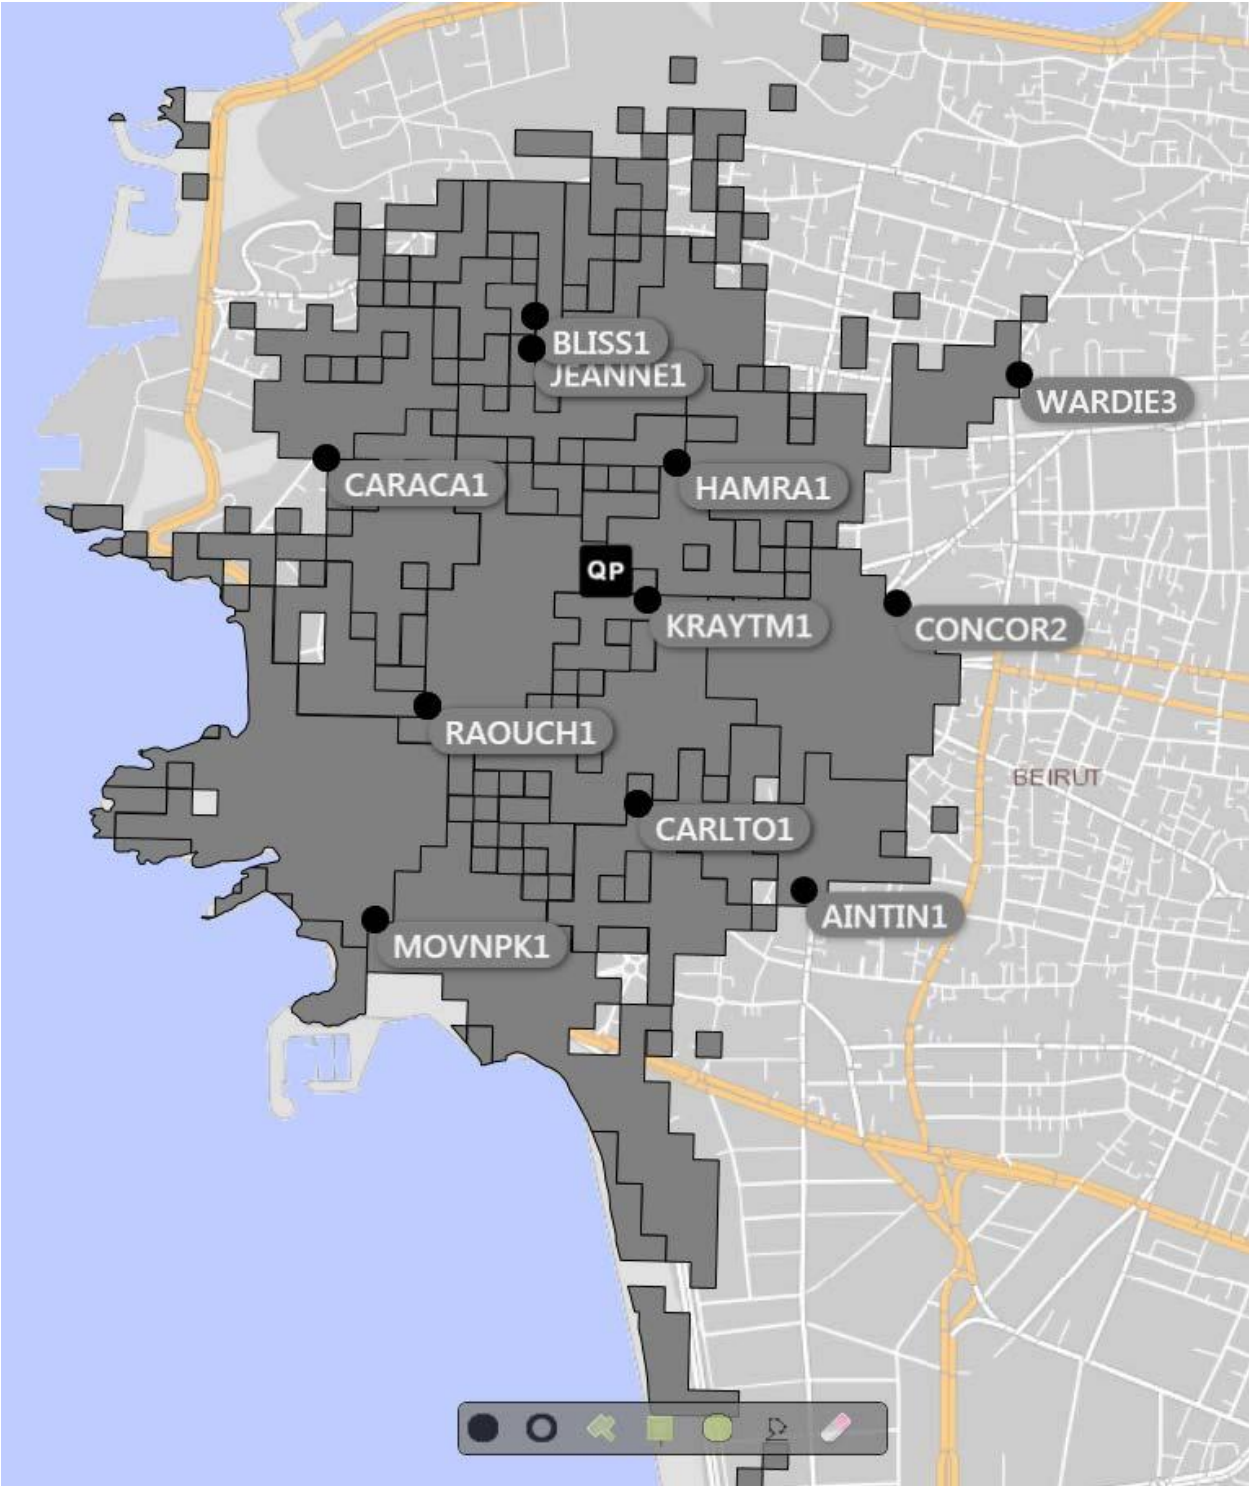 BLISS1
JEANNE1
WARDIE3
CARACA1
HAMRA1
QP
KRAYTM1
CONCOR2
RAOUCH1
BEIRUT
CARLTO1
AINTIN1
MOVNPK1